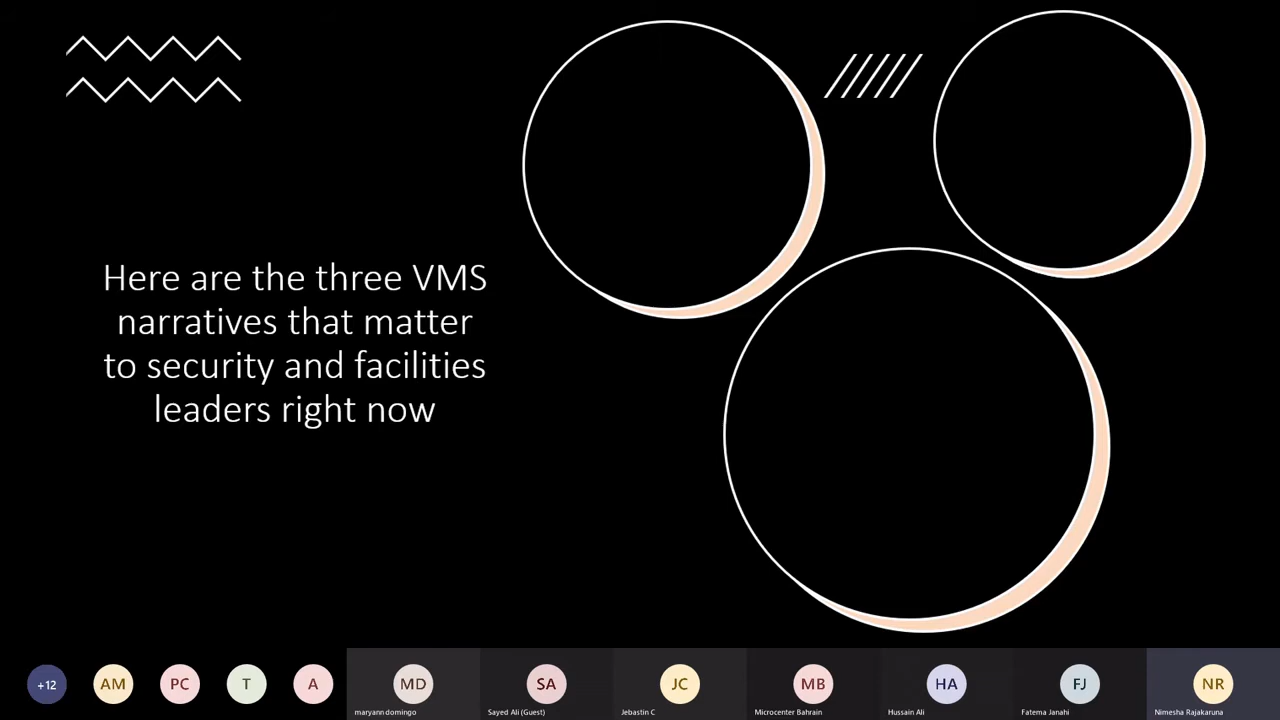 Here are the three VMS
narratives that matter
to security and facilities
leaders right now
+12
AM
PC
T
A
MD
SA
JC
MB
HA
FJ
NR
maryann domingo
Sayed Ali (Guest)
Jebastin C
Microcenter Bahrain
Hussain Ali
Fatema Janahi
Nimesha Rajakaruna